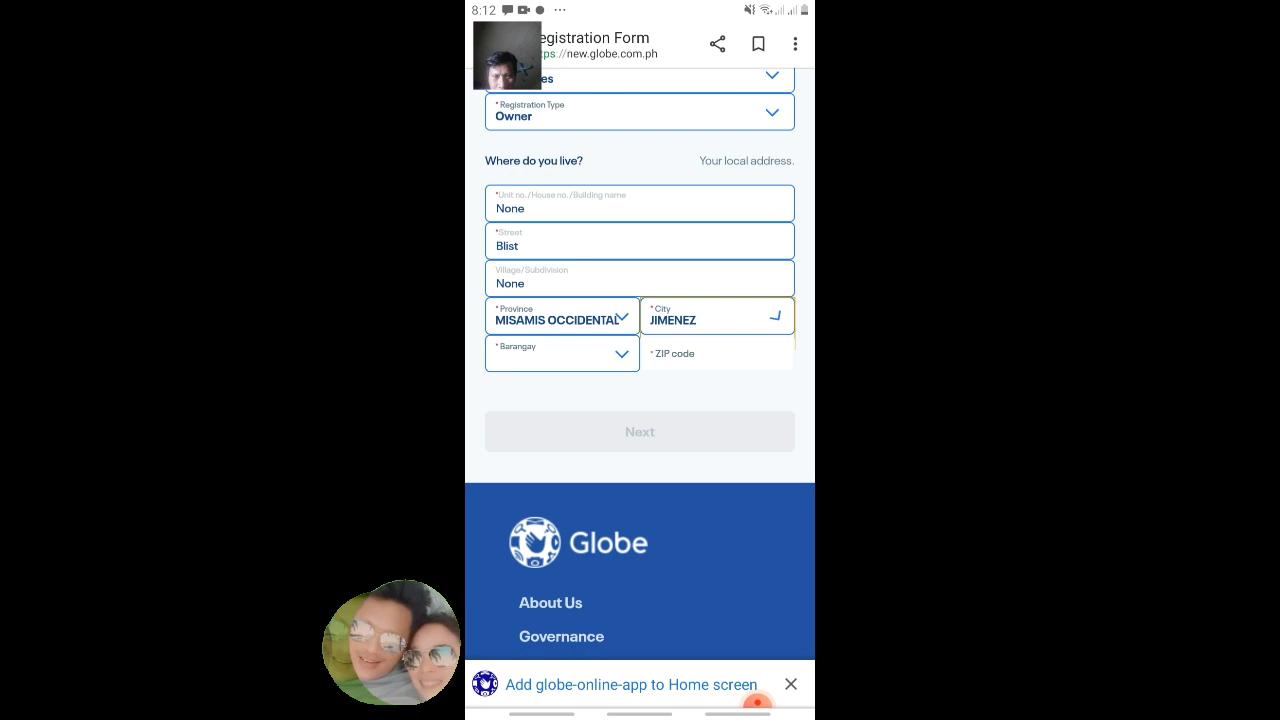 8:12
egistration Form
ps://new.globe.com.ph
es
* Registration Type
Owner
Where do you live?
Your local address.
*Unit no./House no./Building name
None
*Street
Blist
Village/Subdivision
None
* Province
MISAMIS OCCIDENTAL
* City
JIMENEZ
* Barangay
* ZIP code
Next
Globe
About Us
Governance
Add globe-online-app to Home screen